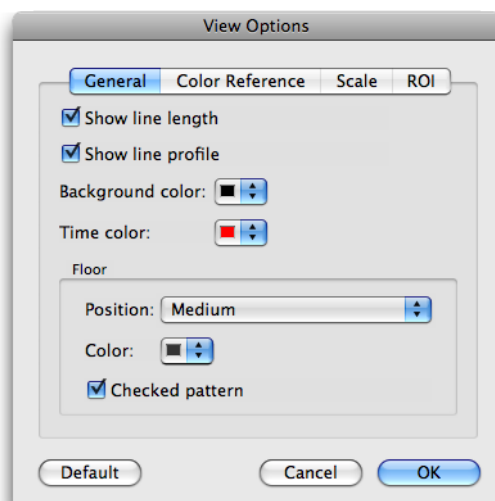 View Options
General Color Reference Scale ROI
Show line length
Show line profile
Background color:
Time color:
Floor
Position: Medium
Color:
Checked pattern
Default Cancel OK